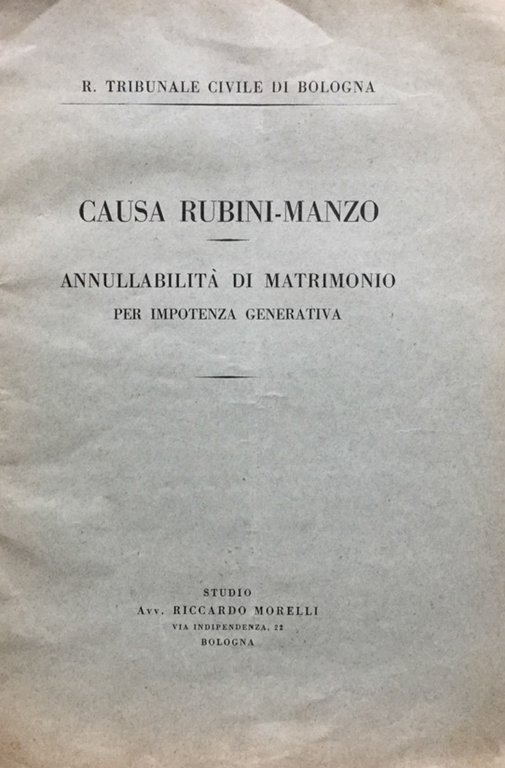 R. TRIBUNALE CIVILE DI BOLOGNA
CAUSA RUBINI-MANZO
ANNULLABILITÀ DI MATRIMONIO
PER IMPOTENZA GENERATIVA
STUDIO
Avv. RICCARDO MORELLI
VIA INDIPENDENZA, 22
BOLOGNA